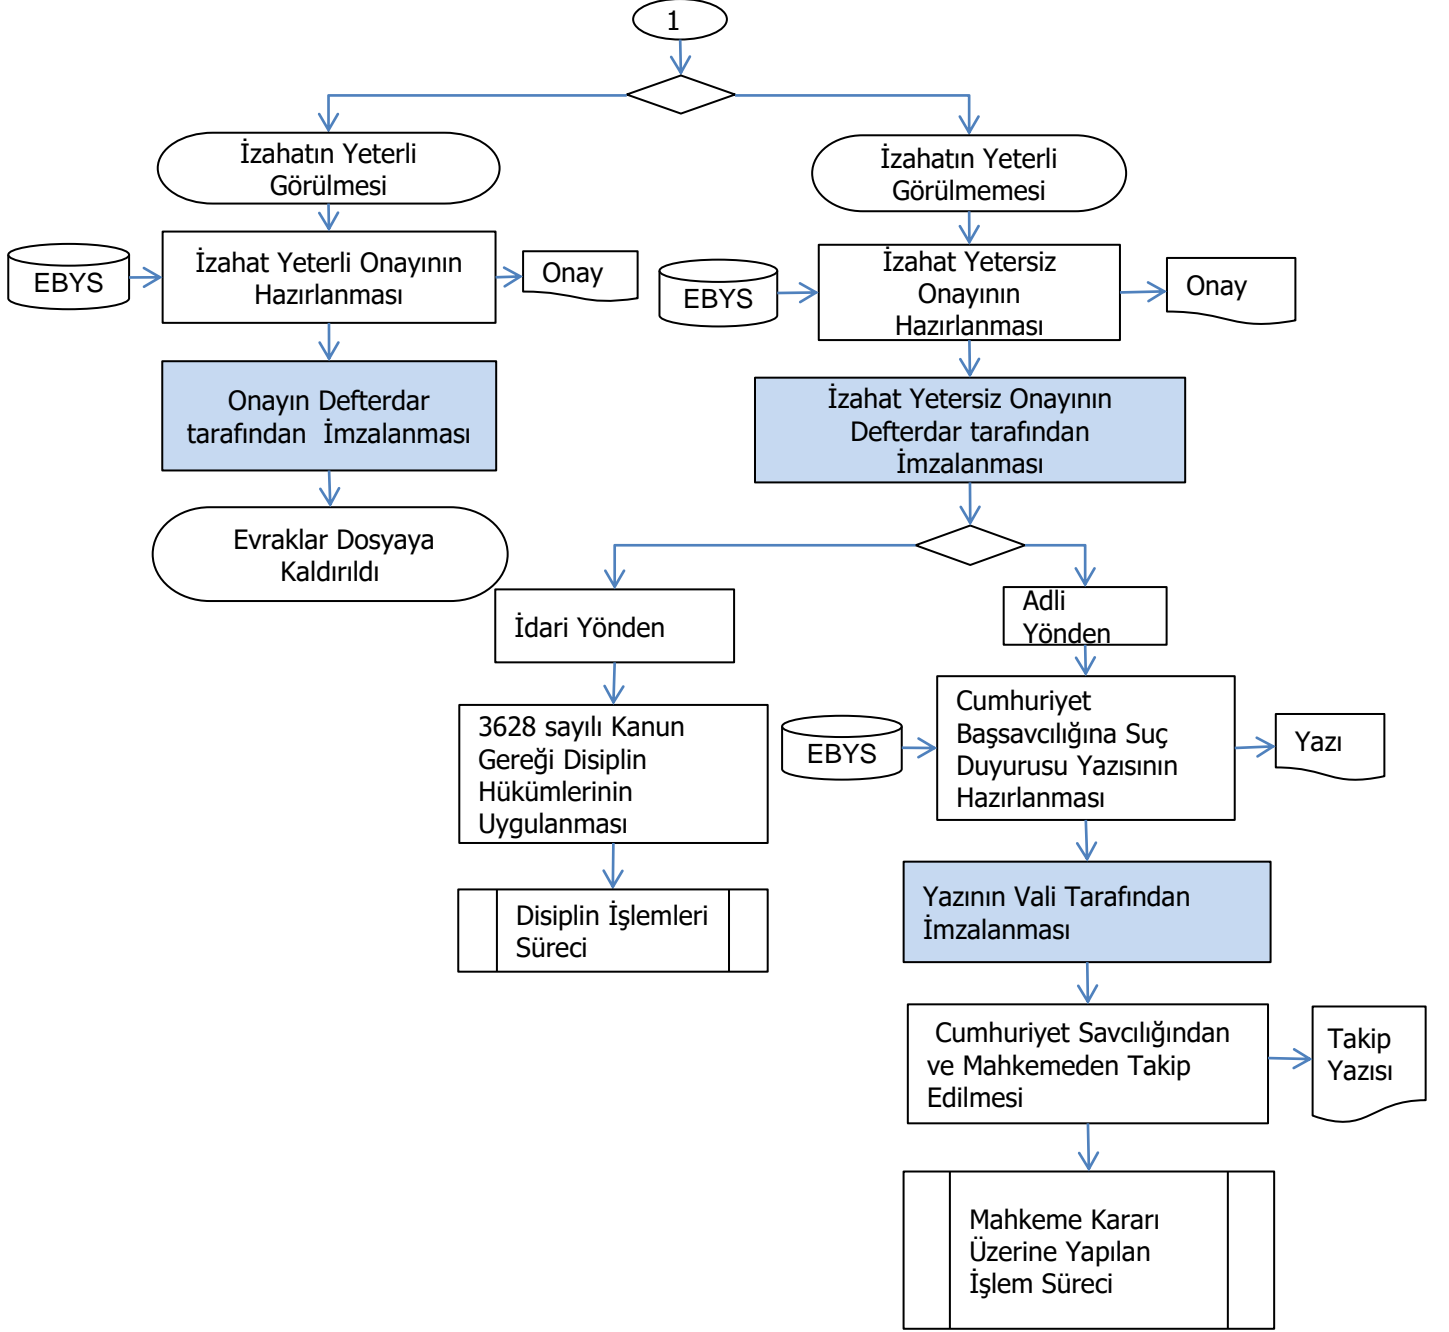 1
İzahatın Yeterli
Görülmesi
İzahatın Yeterli
Görülmemesi
EBYS
İzahat Yeterli Onayının
Hazırlanması
Onay
EBYS
İzahat Yetersiz
Onayının
Hazırlanması
Onay
Onayın Defterdar
tarafından İmzalanması
İzahat Yetersiz Onayının
Defterdar tarafından
İmzalanması
Evraklar Dosyaya
Kaldırıldı
İdari Yönden
Adli
Yönden
3628 sayılı Kanun
Gereği Disiplin
Hükümlerinin
Uygulanması
EBYS
Cumhuriyet
Başsavcılığına Suç
Duyurusu Yazısının
Hazırlanması
Yazı
Disiplin İşlemleri
Süreci
Yazının Vali Tarafından
İmzalanması
Cumhuriyet Savcılığından
ve Mahkemeden Takip
Edilmesi
Takip
Yazısı
Mahkeme Kararı
Üzerine Yapılan
İşlem Süreci